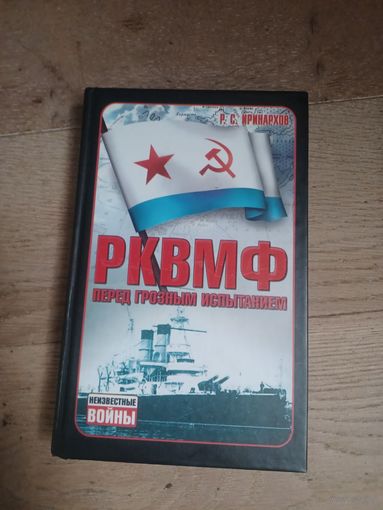 Р. С. ИРИНАРХОВ
РКВМФ
ПЕРЕД ГРОЗНЫМ ИСПЫТАНИЕМ
НЕИЗВЕСТНЫЕ
ВОЙНЫ